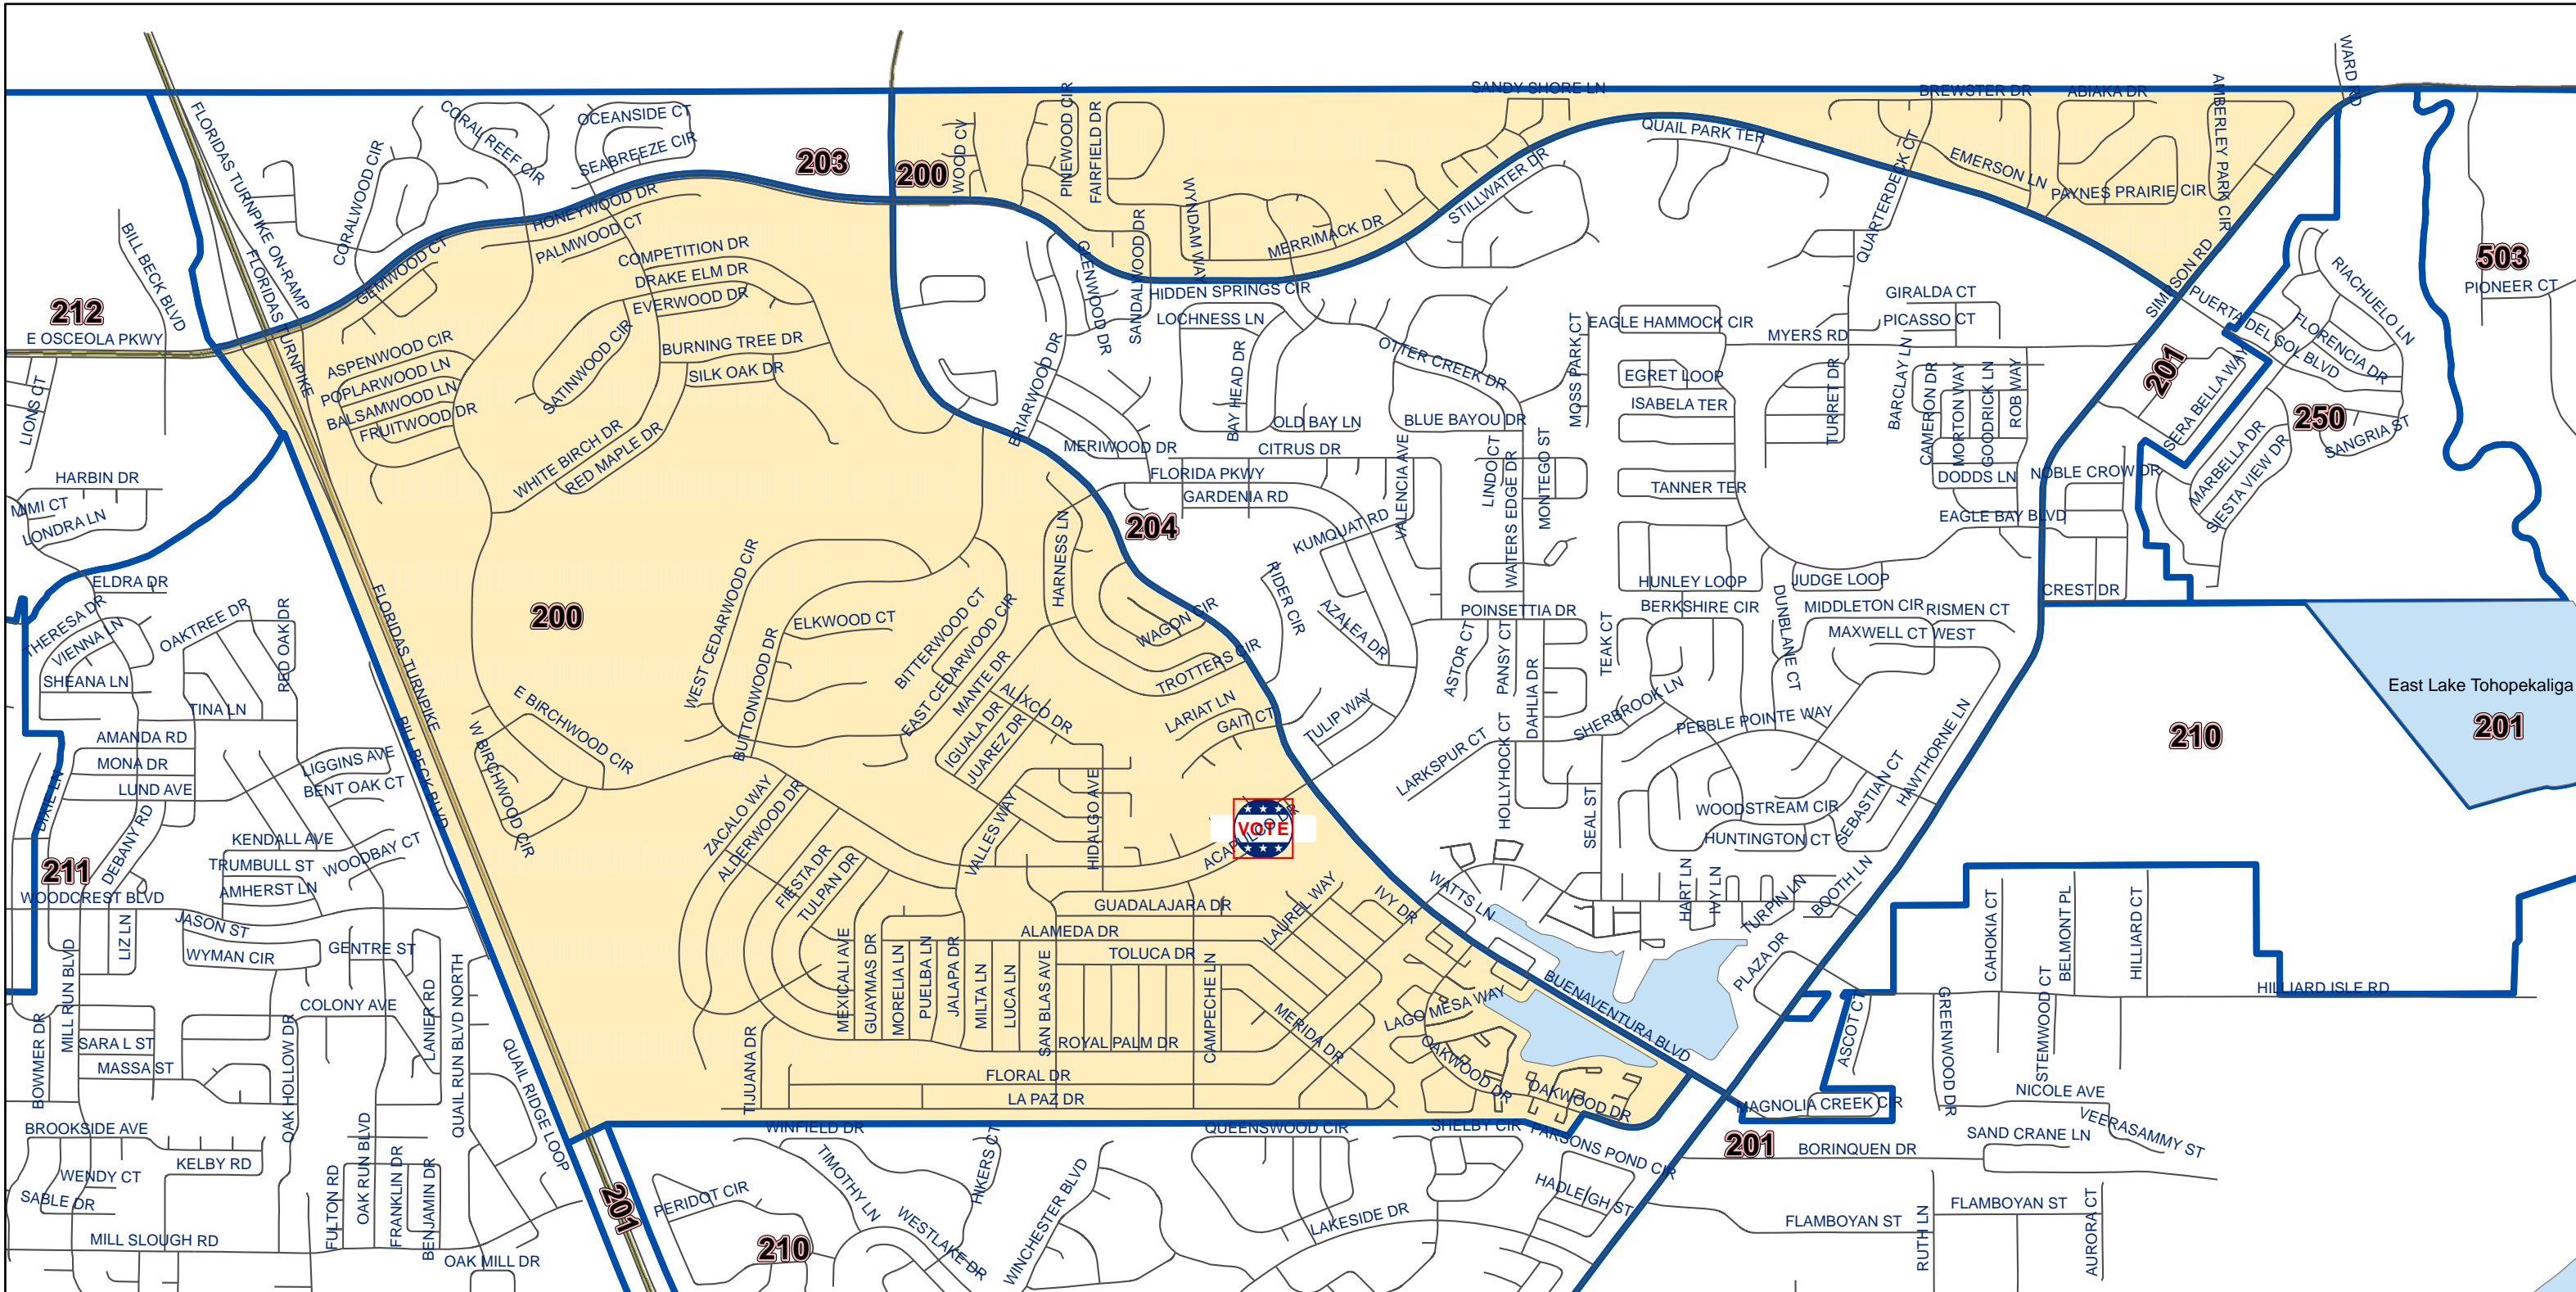 SANDY SHORE LN
BREWSTER DR
ABIAKA DR
WARD RD
AMBERLEY PARK CIR
FLORIDAS TURNPIKE ON-RAMP
CORAL REEF CIR
OCEANSIDE CT
SEABREEZE CIR
CORALWOOD CIR
203
200
WOOD CV
PINEWOOD CIR
FAIRFIELD DR
QUAIL PARK TER
QUARTERDECK CT
EMERSON LN
PAYNES PRAIRIE CIR
STILLWATER DR
MERRIMACK DR
WYNDAM WAY
SANDALWOOD DR
GLENWOOD DR
HONEYWOOD DR
PALMWOOD CT
GEMWOOD CT
COMPETITION DR
DRAKE ELM DR
EVERWOOD DR
BILL BECK BLVD
212
E OSCEOLA PKWY
FLORIDAS TURNPIKE
HIDDEN SPRINGS CIR
LOCHNESS LN
SIMPSON RD
503
PIONEER CT
RIACHUELO LN
PUERTA DEL SOL BLVD
FLORENCIA DR
GIRALDA CT
PICASSO CT
EAGLE HAMMOCK CIR
MYERS RD
ASPENWOOD CIR
POPLARWOOD LN
BALSAMWOOD LN
FRUITWOOD DR
SATINWOOD CIR
BURNING TREE DR
SILK OAK DR
WHITE BIRCH DR
RED MAPLE DR
BRIARWOOD DR
MERIWOOD DR
BAY HEAD DR
OLD BAY LN
OTTER CREEK DR
BLUE BAYOU DR
MOSS PARK CT
EGRET LOOP
ISABELA TER
TURRET DR
BARCLAY LN
CAMERON DR
MORTON WAY
GOODRICK LN
ROB WAY
201
SERA BELLA WAY
250
SANGRIA ST
MARBELLA DR
SIESTA VIEW DR
LIONS CT
HARBIN DR
MIMI CT
LONDRA LN
CITRUS DR
FLORIDA PKWY
GARDENIA RD
204
KUMQUAT RD
VALENCIA AVE
LINDO CT
WATERS EDGE DR
MONTEGO ST
TANNER TER
DODDS LN
NOBLE CROW DR
EAGLE BAY BLVD
ELDRA DR
THERESA DR
VIENNA LN
OAKTREE DR
RED OAK DR
SHEANA LN
TINA LN
FLORIDAS TURNPIKE
200
WEST CEDARWOOD CIR
ELKWOOD CT
BUTTONWOOD DR
BITTERWOOD CT
EAST CEDARWOOD CIR
HARNESS LN
WAGON CIR
TROTTERS CIR
RIDER CIR
AZALEA DR
HUNLEY LOOP
JUDGE LOOP
CREST DR
POINSETTIA DR
BERKSHIRE CIR
MIDDLETON CIR
RISMEN CT
MAXWELL CT WEST
DUNBLANE CT
TEAK CT
ASTOR CT
PANSY CT
DAHLIA DR
HOLLYHOCK CT
MANTE DR
ALIXCO DR
IGUALA DR
JUAREZ DR
LARIAT LN
GAIT CT
TULIP WAY
LARKSPUR CT
SHERBROOK LN
PEBBLE POINTE WAY
HAWTHORNE LN
East Lake Tohopekaliga
210
201
AMANDA RD
MONA DR
LUND AVE
DIXIE LN
DEBANY RD
LIGGINS AVE
BENT OAK CT
BILL BECK BLVD
E BIRCHWOOD CIR
W BIRCHWOOD CIR
ZACALO WAY
ALDERWOOD DR
VALLES WAY
HIDALGO AVE
ACAPULCO DR
VOTE
SEAL ST
WOODSTREAM CIR
HUNTINGTON CT
SEBASTIAN CT
KENDALL AVE
TRUMBULL ST
AMHERST LN
WOODBAY CT
211
WOODCREST BLVD
FIESTA DR
TULPAN DR
GUADALAJARA DR
ALAMEDA DR
TOLUCA DR
LAUREL WAY
IVY DR
WATTS LN
HART LN
IVY LN
TURPIN LN
BOOTH LN
PLAZA DR
JASON ST
WYMAN CIR
LIZ LN
MILL RUN BLVD
GENTRE ST
COLONY AVE
LANIER RD
QUAIL RUN BLVD NORTH
MEXICALI AVE
GUAYMAS DR
MORELIA LN
PUELBA LN
JALAPA DR
MILTA LN
LUCA LN
SAN BLAS AVE
CAMPECHE LN
MERIDA DR
LAGO MESA WAY
BUENAVENTURA BLVD
OAKWOOD DR
OAKWOOD DR
CAHOKIA CT
BELMONT PL
HILLIARD CT
STEMWOOD CT
HILLIARD ISLE RD
ASCOT CT
GREENWOOD DR
NICOLE AVE
VEERASAMMY ST
BOWMER DR
SARA L ST
MASSA ST
OAK HOLLOW DR
QUAIL RIDGE LOOP
TIJUANA DR
ROYAL PALM DR
FLORAL DR
LA PAZ DR
MAGNOLIA CREEK CIR
BROOKSIDE AVE
KELBY RD
WENDY CT
SABLE DR
MILL SLOUGH RD
FULTON RD
OAK RUN BLVD
FRANKLIN DR
BENJAMIN DR
OAK MILL DR
201
WINFIELD DR
PERIDOT CIR
TIMOTHY LN
WESTLAKE DR
210
HIKERS CT
WINCHESTER BLVD
QUEENSWOOD CIR
SHELBY CIR
PARSONS POND CIR
HADLEIGH ST
LAKESIDE DR
201
BORINQUEN DR
SAND CRANE LN
FLAMBOYAN ST
FLAMBOYAN ST
RUTH LN
AURORA CT